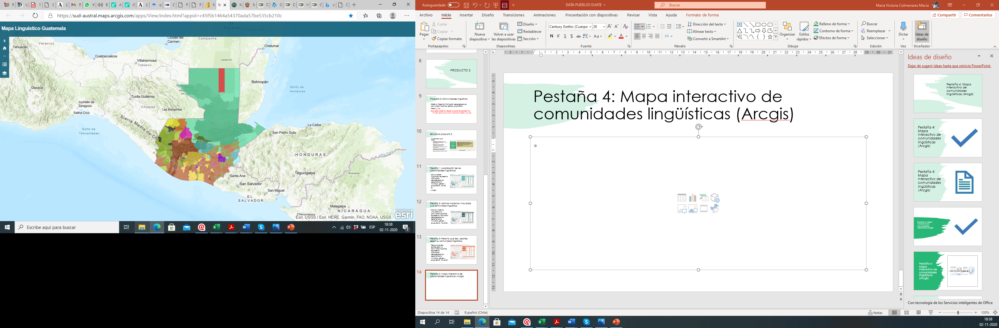 https://sud-austral.maps.arcgis.com/apps/View/index.html?appid=c45f5b1464a54370ada57be535cb210c
Mapa Linguistico Guatemala
Yucatán
Quintana Roo
Campeche
Ciudad del Carmen
Veracruz
Tehuacán
Coatzacoalcos
Chetumal
Calakmul
Villahermosa
Tabasco
Oaxaca
Tuxtla Gutiérrez
Chiapas
Belmopán
Golfo de Honduras
Juchitán de Zaragoza
Salina Cruz
Las Margaritas
Sierra Madre de Ch
Golfo de Tehuantepec
La Ceiba
San Pedro Sula
HONDURAS
Río Coco
Tegucigalpa
Bosawas
Santa Ana
San Salvador
San Miguel
EL SALVADOR
Matagalpa
NICARAGUA
Chinandega
POWERED BY
esri
Esri, USGS | Esri, HERE, Garmin, FAO, NOAA, USGS
Escribe aquí para buscar
ESP
18:38
02-11-2020
2
Autoguardado
DATA PUEBLOS GUATE
Buscar
Maria Victoria Colmenares Macia
Archivo Inicio Insertar Diseño Transiciones Animaciones Presentación con diapositivas Revisar Vista Ayuda Formato de forma
Compartir Comentarios
Pegar
Cortar
Copiar
Copiar formato
Portapapeles
Nueva diapositiva
Volver a usar las diapositivas
Diseño
Restablecer
Sección
Diapositivas
Century Gothic (Cuerpo 28
N K S S ab AV Aa A
Fuente
Dirección del texto
Alinear texto
Convertir a SmartArt
Párrafo
Organizar
Estilos rápidos
Relleno de forma
Contorno de forma
Efectos de forma
Dibujo
Buscar
Reemplazar
Seleccionar
Edición
Dictar
Voz
Ideas de diseño
Diseñador
8
PRODUCTO 2
9
Producto 2: Comunidades Lingüística
10
Estructura producto 2
11
Pestaña 1: Localización de las comunidades lingüísticas
12
Pestaña 2: Idiomas maternos vinculados a la comunidad lingüística
13
Pestaña 3: Persona que lee y escribe según su comunidad lingüística.
14
Pestaña 4: Mapa interactivo de comunidades lingüísticas (Arcgis)
Pestaña 4: Mapa interactivo de
comunidades lingüísticas (Arcgis)
Ideas de diseño
Dejar de sugerir ideas hasta que reinicie PowerPoint.
Pestaña 4: Mapa interactivo de comunidades lingüísticas (Arcgis)
Pestaña 4: Mapa interactivo de comunidades lingüísticas (Arcgis)
Pestaña 4: Mapa interactivo de comunidades lingüísticas (Arcgis)
Pestaña 4: Mapa interactivo de comunidades lingüísticas (Arcgis)
Pestaña 4: Mapa interactivo de comunidades lingüísticas (Arcgis)
Con tecnología de los Servicios inteligentes de Office
Diapositiva 14 de 14
Español (Chile)
Notas
100%
18:38
02-11-2020